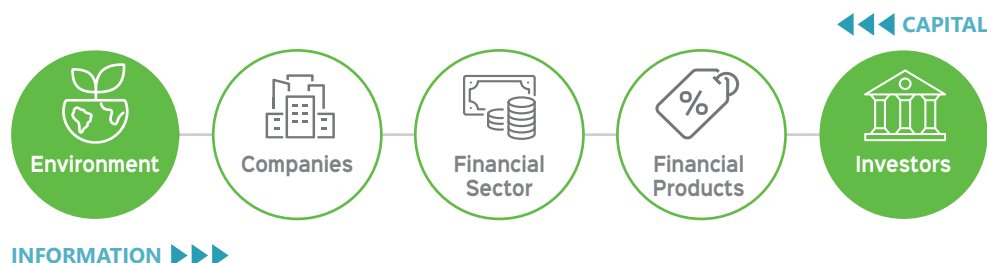 CAPITAL
Environment
Companies
Financial
Sector
%
Financial
Products
Investors
INFORMATION